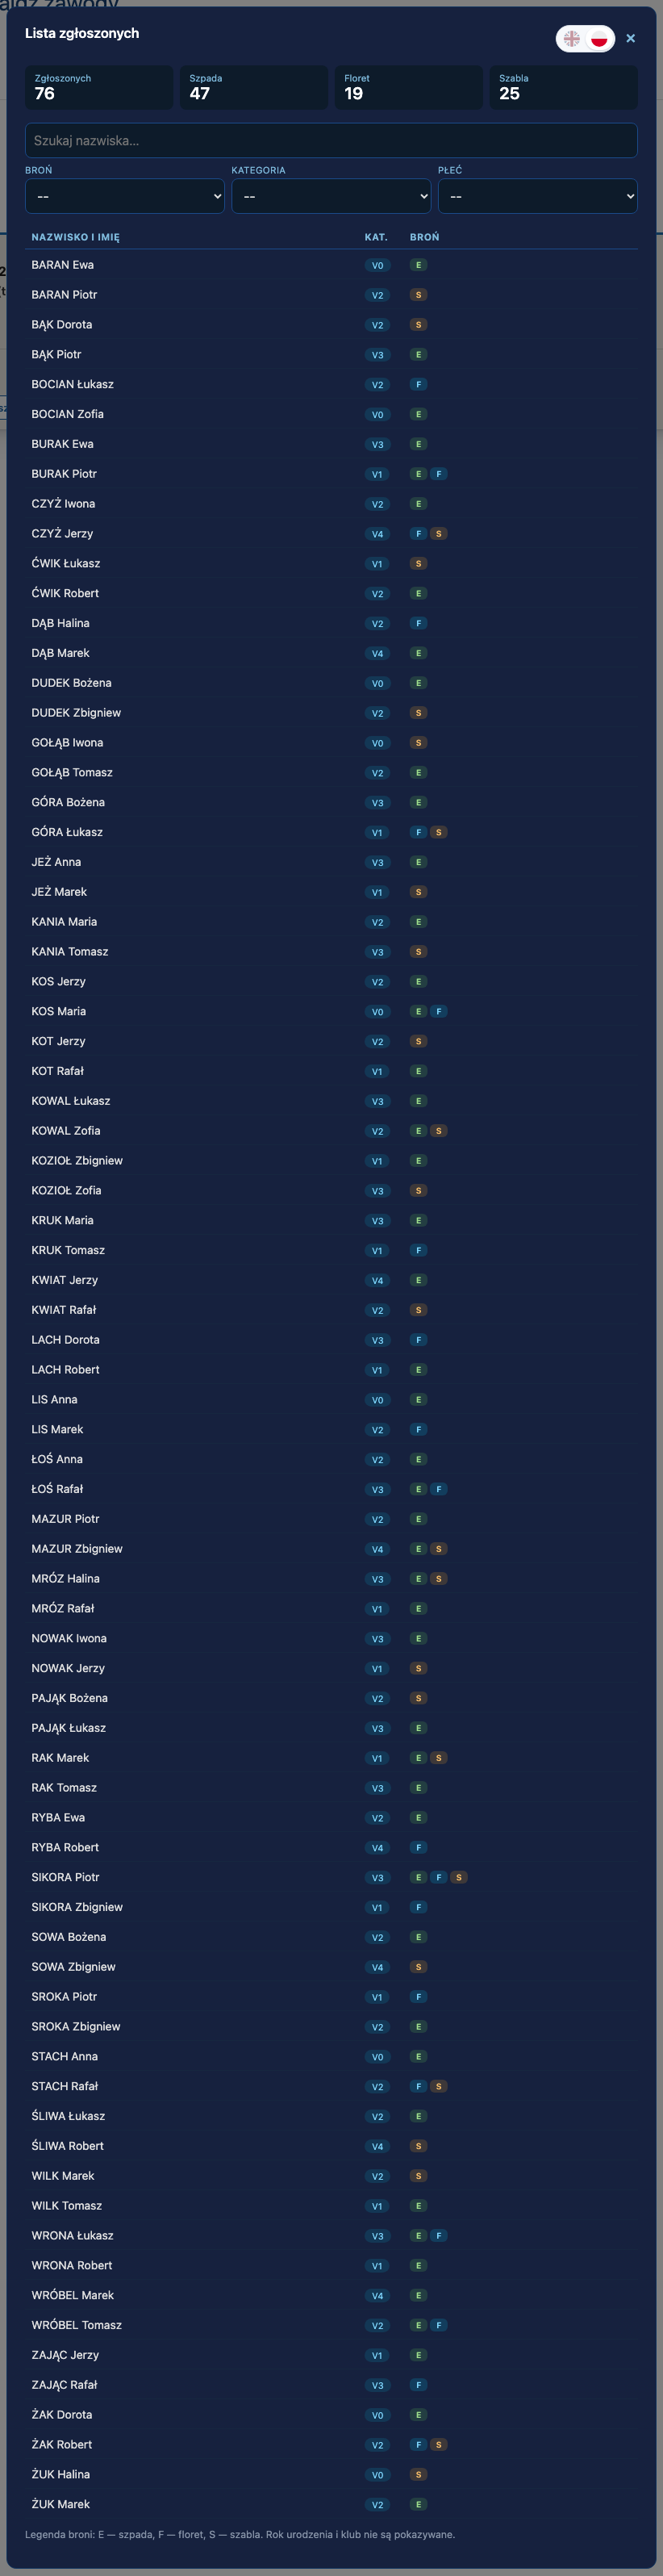 Lista zgłoszonych
×
Zgłoszonych Szpada Floret Szabla
76 47 19 25
Szukaj nazwiska...
BROŃ KATEGORIA PŁEĆ
-- -- --
NAZWISKO I IMIĘ KAT. BROŃ
BARAN Ewa V0 E
BARAN Piotr V2 S
BĄK Dorota V2 S
BĄK Piotr V3 E
BOCIAN Łukasz V2 F
BOCIAN Zofia V0 E
BURAK Ewa V3 E
BURAK Piotr V1 E F
CZYŻ Iwona V2 E
CZYŻ Jerzy V4 F S
ĆWIK Łukasz V1 S
ĆWIK Robert V2 E
DĄB Halina V2 F
DĄB Marek V4 E
DUDEK Bożena V0 E
DUDEK Zbigniew V2 S
GOŁĄB Iwona V0 S
GOŁĄB Tomasz V2 E
GÓRA Bożena V3 E
GÓRA Łukasz V1 F S
JEŻ Anna V3 E
JEŻ Marek V1 S
KANIA Maria V2 E
KANIA Tomasz V3 S
KOS Jerzy V2 E
KOS Maria V0 E F
KOT Jerzy V2 S
KOT Rafał V1 E
KOWAL Łukasz V3 E
KOWAL Zofia V2 E S
KOZIOŁ Zbigniew V1 E
KOZIOŁ Zofia V3 S
KRUK Maria V3 E
KRUK Tomasz V1 F
KWIAT Jerzy V4 E
KWIAT Rafał V2 S
LACH Dorota V3 F
LACH Robert V1 E
LIS Anna V0 E
LIS Marek V2 F
ŁOŚ Anna V2 E
ŁOŚ Rafał V3 E F
MAZUR Piotr V2 E
MAZUR Zbigniew V4 E S
MRÓZ Halina V3 E S
MRÓZ Rafał V1 E
NOWAK Iwona V3 E
NOWAK Jerzy V1 S
PAJĄK Bożena V2 S
PAJĄK Łukasz V3 E
RAK Marek V1 E S
RAK Tomasz V3 E
RYBA Ewa V2 E
RYBA Robert V4 F
SIKORA Piotr V3 E F S
SIKORA Zbigniew V1 F
SOWA Bożena V2 E
SOWA Zbigniew V4 S
SROKA Piotr V1 F
SROKA Zbigniew V2 E
STACH Anna V0 E
STACH Rafał V2 F S
ŚLIWA Łukasz V2 E
ŚLIWA Robert V4 S
WILK Marek V2 S
WILK Tomasz V1 E
WRONA Łukasz V3 E F
WRONA Robert V1 E
WRÓBEL Marek V4 E
WRÓBEL Tomasz V2 E F
ZAJĄC Jerzy V1 E
ZAJĄC Rafał V3 F
ŻAK Dorota V0 E
ŻAK Robert V2 F S
ŻUK Halina V0 S
ŻUK Marek V2 E
Legenda broni: E — szpada, F — floret, S — szabla. Rok urodzenia i klub nie są pokazywane.